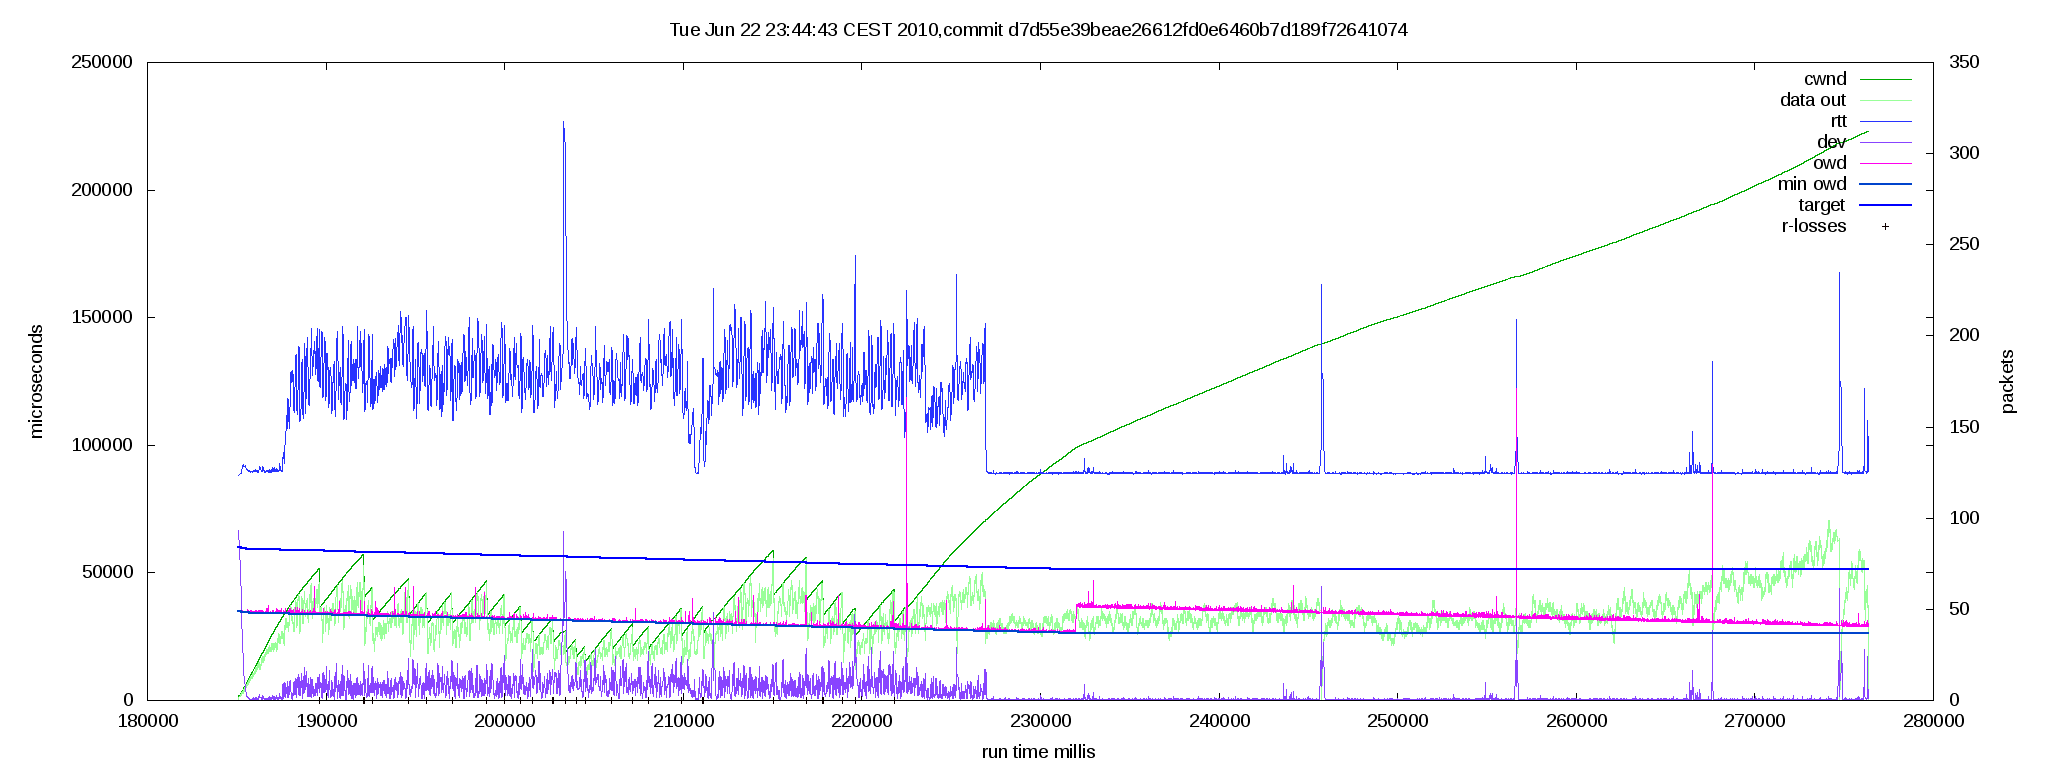 Tue Jun 22 23:44:43 CEST 2010,commit d7d55e39beae26612fd0e6460b7d189f72641074
250000
200000
150000
100000
50000
0
microseconds
350
300
250
200
150
100
50
0
packets
cwnd
data out
rtt
dev
owd
min owd
target
r-losses
180000 190000 200000 210000 220000 230000 240000 250000 260000 270000 280000
run time millis